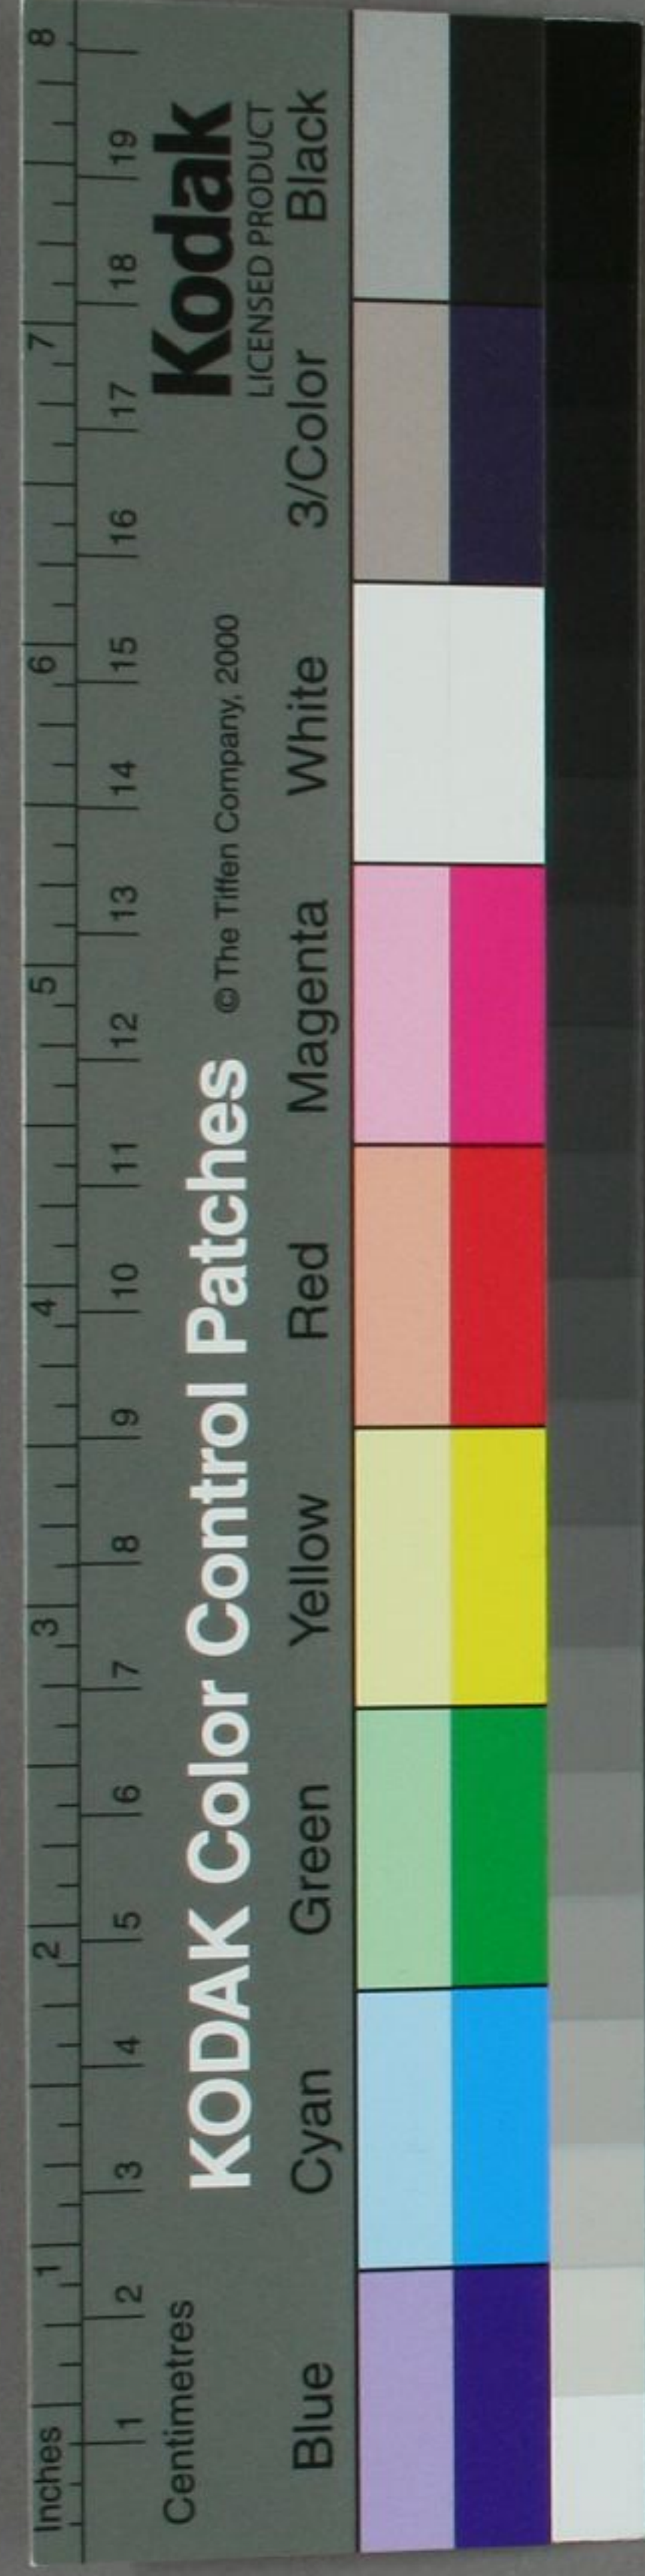 Inches 1 2 3 4 5 6 7 8
1 2 3 4 5 6 7 8 9 10 11 12 13 14 15 16 17 18 19
Centimetres
KODAK Color Control Patches © The Tiffen Company, 2000 Kodak
LICENSED PRODUCT
Blue Cyan Green Yellow Red Magenta White 3/Color Black